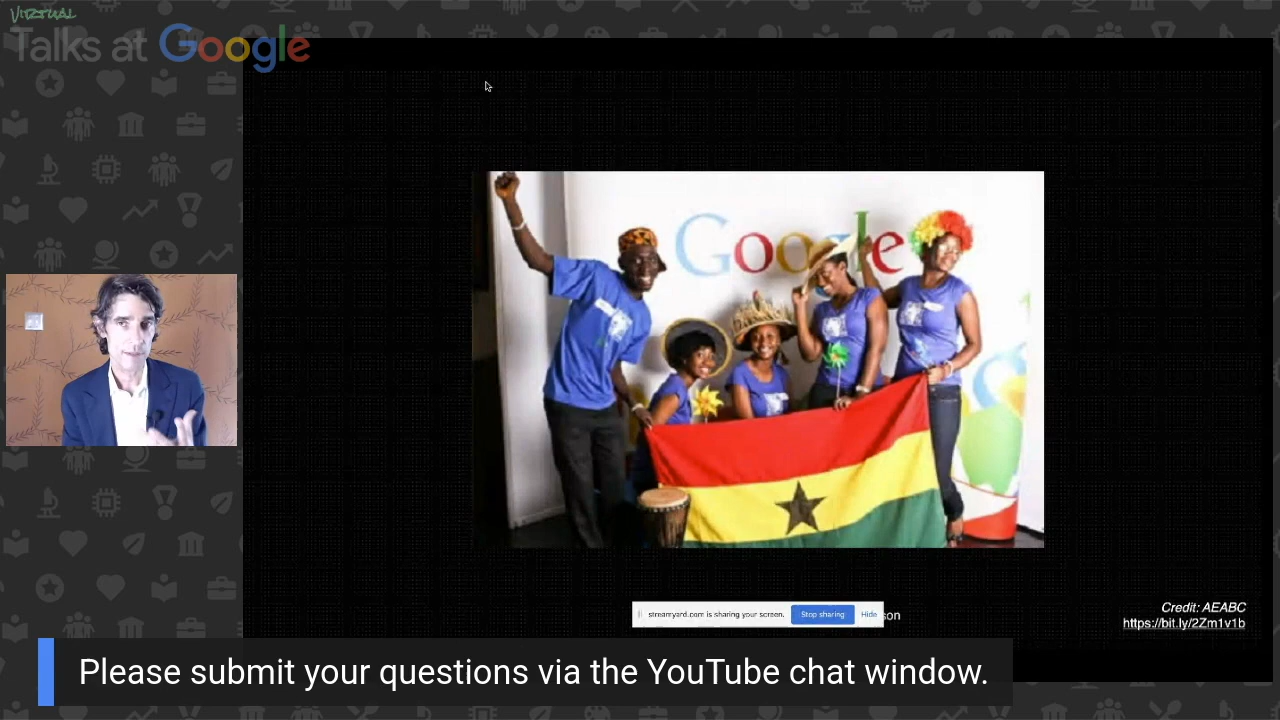 VIRTUAL
Talks at Google
Google
streamyard.com is sharing your screen.
Stop sharing
Hide
son
Credit: AEABC
https://bit.ly/2Zm1v1b
Please submit your questions via the YouTube chat window.